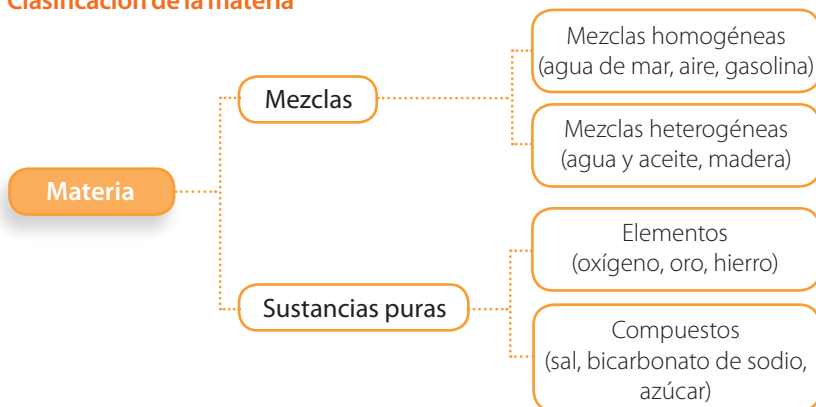 Clasificación de la materia
Materia
Mezclas
Mezclas homogéneas
(agua de mar, aire, gasolina)
Mezclas heterogéneas
(agua y aceite, madera)
Sustancias puras
Elementos
(oxígeno, oro, hierro)
Compuestos
(sal, bicarbonato de sodio,
azúcar)